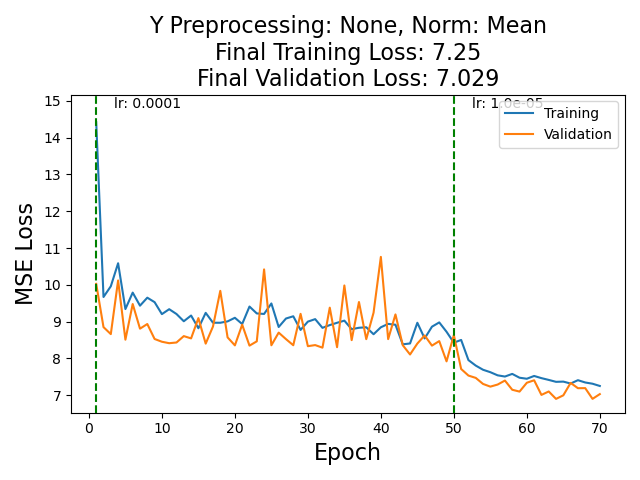 Y Preprocessing: None, Norm: Mean
Final Training Loss: 7.25
Final Validation Loss: 7.029
lr: 0.0001
lr: 1.0e-05
Training
Validation
MSE Loss
15
14
13
12
11
10
9
8
7
0
10
20
30
40
50
60
70
Epoch